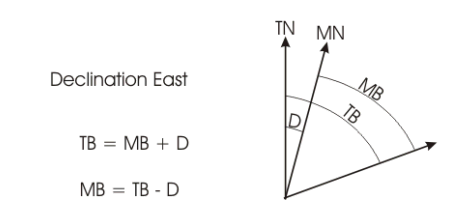 TN
MN
Declination East
MB
TB
D
TB = MB + D
MB = TB - D